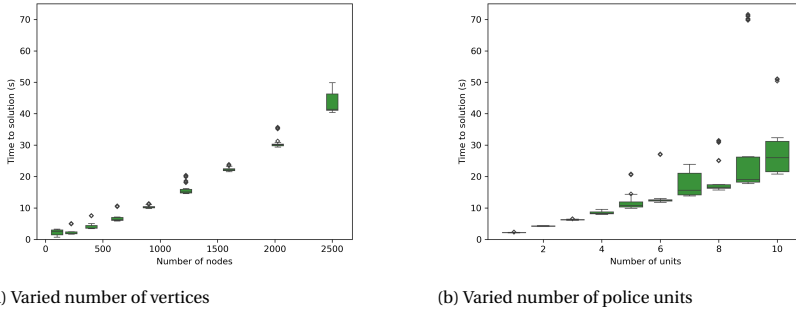 70
60
50
40
30
20
10
0
Time to solution (s)
0 500 1000 1500 2000 2500
Number of nodes
70
60
50
40
30
20
10
0
Time to solution (s)
2 4 6 8 10
Number of units
) Varied number of vertices
(b) Varied number of police units